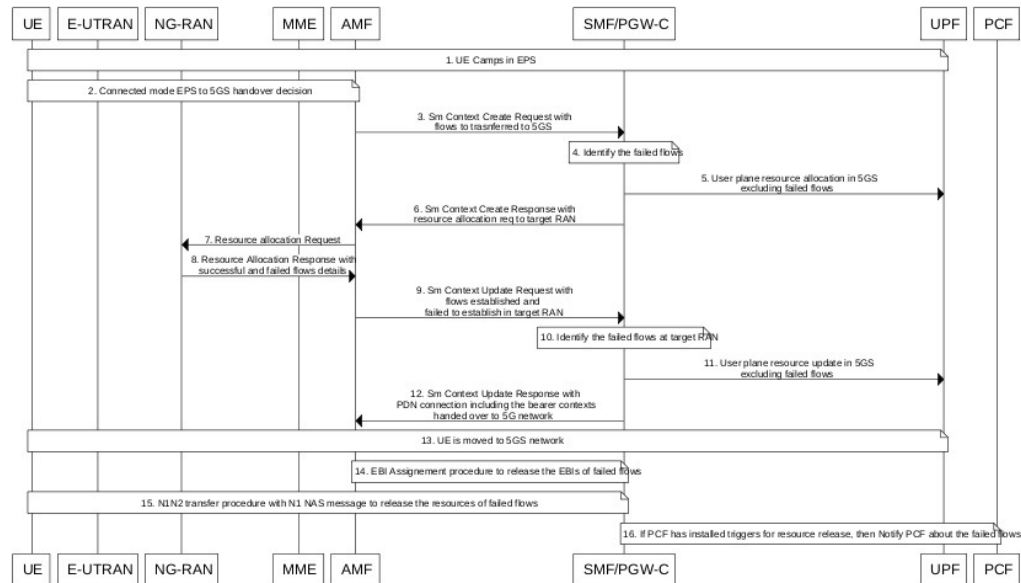 UE E-UTRAN NG-RAN MME AMF SMF/PGW-C UPF PCF
1. UE Camps in EPS
2. Connected mode EPS to 5GS handover decision
3. Sm Context Create Request with
flows to trasnferred to 5GS
4. Identify the failed flows
5. User plane resource allocation in 5GS
excluding failed flows
6. Sm Context Create Response with
resource allocation req to target RAN
7. Resource allocation Request
8. Resource Allocation Response with
successful and failed flows details
9. Sm Context Update Request with
flows established and
failed to establish in target RAN
10. Identify the failed flows at target RAN
11. User plane resource update in 5GS
excluding failed flows
12. Sm Context Update Response with
PDN connection including the bearer contexts
handed over to 5G network
13. UE is moved to 5GS network
14. EBI Assignement procedure to release the EBIs of failed flows
15. N1N2 transfer procedure with N1 NAS message to release the resources of failed flows
16. If PCF has installed triggers for resource release, then Notify PCF about the failed flows
UE E-UTRAN NG-RAN MME AMF SMF/PGW-C UPF PCF